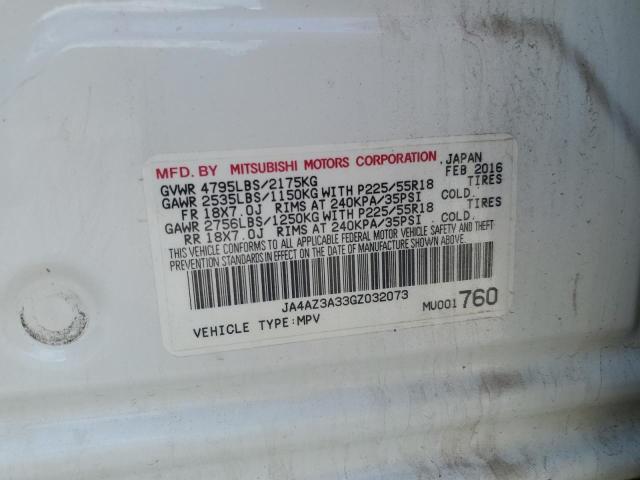 MFD. BY MITSUBISHI MOTORS CORPORATION, JAPAN
GVWR 4795LBS/2175KG FEB 2016
GAWR 2535LBS/1150KG WITH P225/55R18 TIRES
FR 18X7.0J RIMS AT 240KPA/35PSI COLD.
GAWR 2756LBS/1250KG WITH P225/55R18 TIRES
RR 18X7.0J RIMS AT 240KPA/35PSI COLD.
THIS VEHICLE CONFORMS TO ALL APPLICABLE FEDERAL MOTOR VEHICLE SAFETY AND THEFT
PREVENTION STANDARDS IN EFFECT ON THE DATE OF MANUFACTURE SHOWN ABOVE.
JA4AZ3A33GZ032073
VEHICLE TYPE:MPV MU001 760